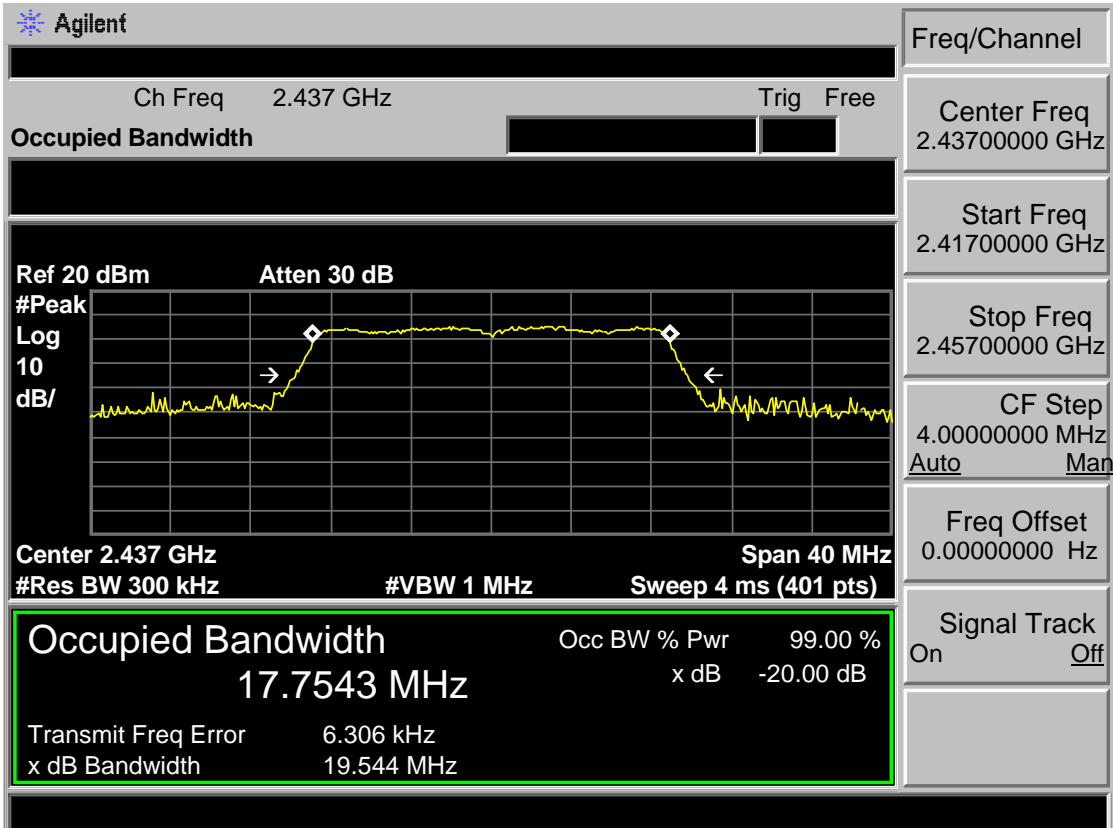 Agilent
Ch Freq 2.437 GHz Trig Free
Occupied Bandwidth
Ref 20 dBm Atten 30 dB
#Peak
Log
10
dB/
Center 2.437 GHz Span 40 MHz
#Res BW 300 kHz #VBW 1 MHz Sweep 4 ms (401 pts)
Occupied Bandwidth
17.7543 MHz
Occ BW % Pwr 99.00 %
x dB -20.00 dB
Transmit Freq Error 6.306 kHz
x dB Bandwidth 19.544 MHz
Freq/Channel
Center Freq
2.43700000 GHz
Start Freq
2.41700000 GHz
Stop Freq
2.45700000 GHz
CF Step
4.00000000 MHz
Auto Man
Freq Offset
0.00000000 Hz
Signal Track
On Off